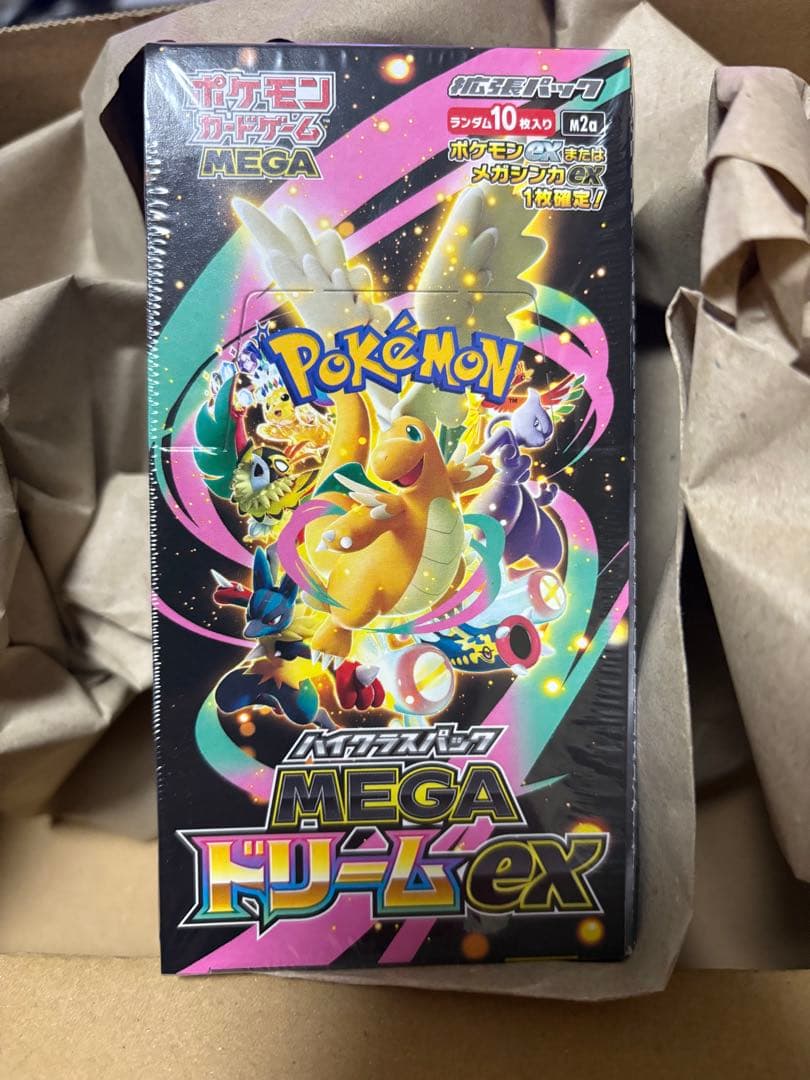 ポケモン
カードゲーム
MEGA
拡張パック
ランダム10枚入り M2a
ポケモンexまたは
メガシンカex
1枚確定!
POKéMON
TM
ハイクラスパック
MEGA
ドリームex